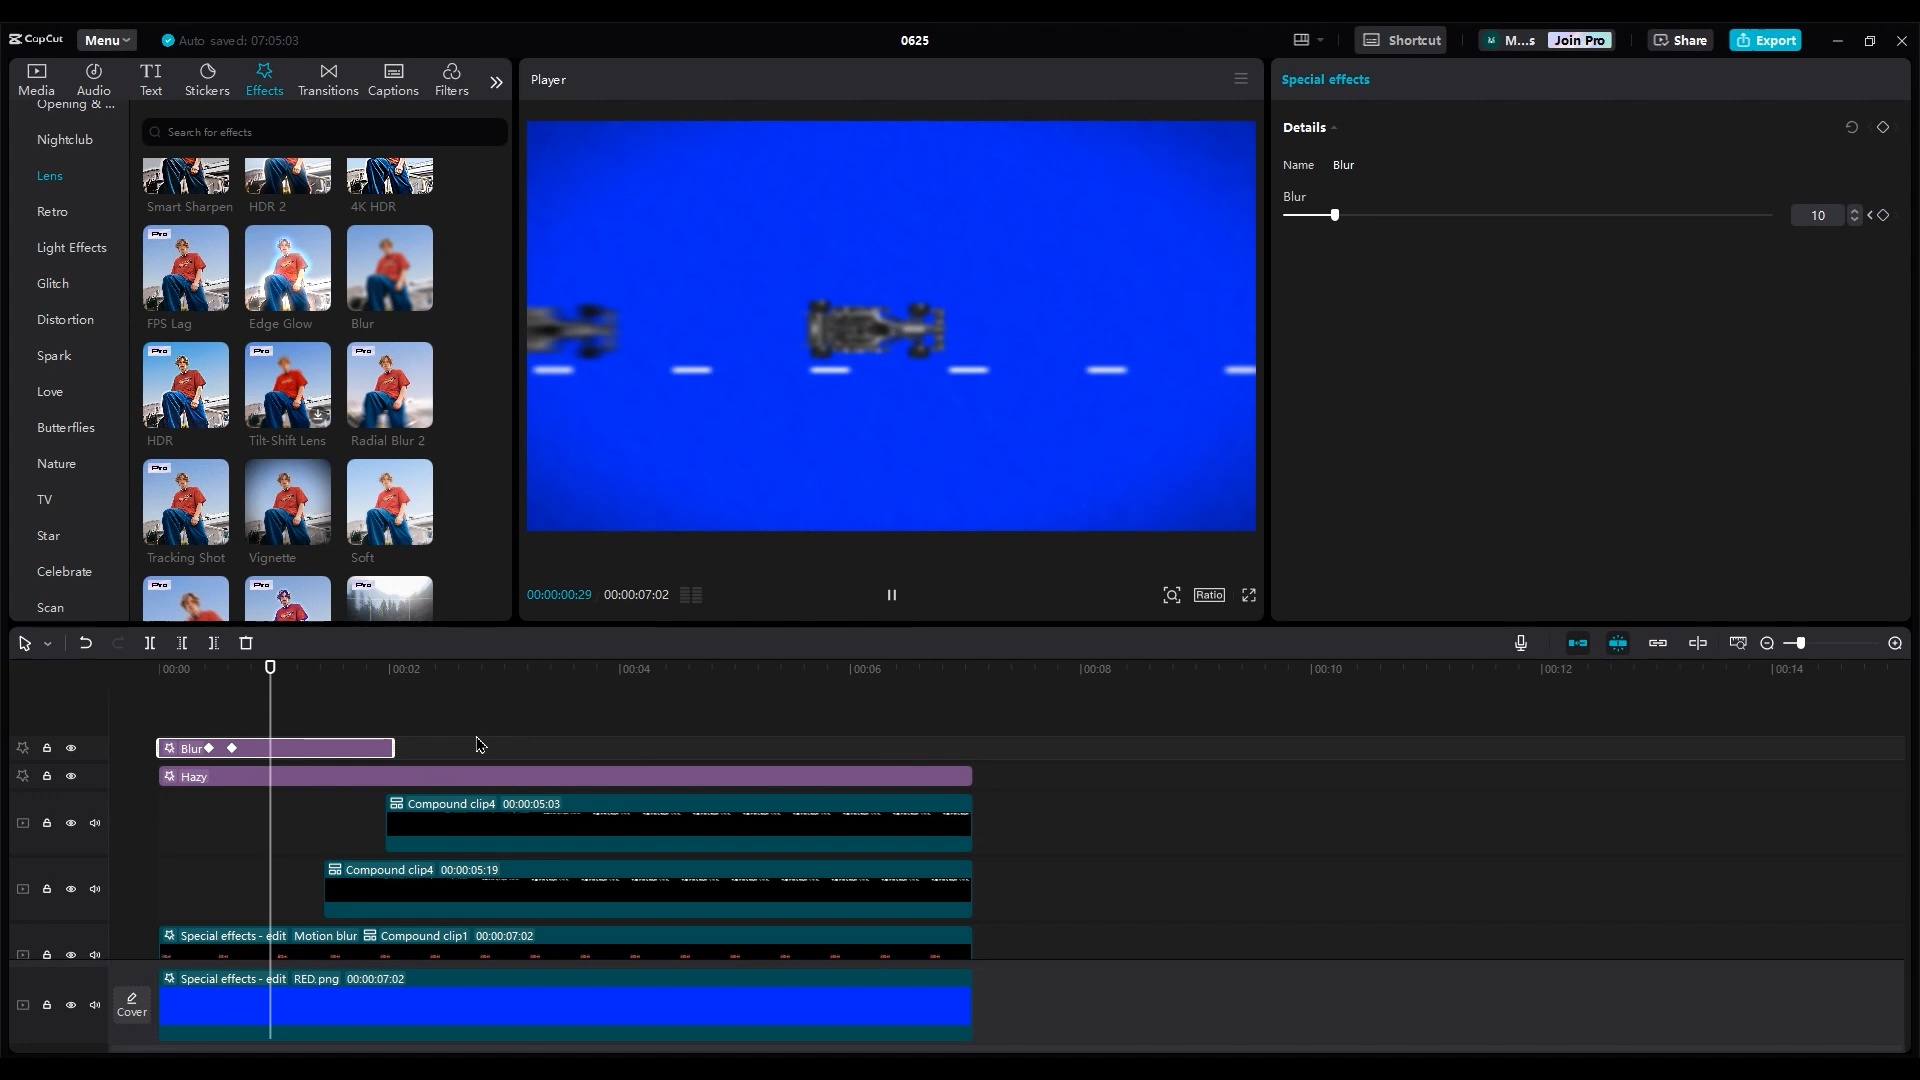 CapCut
Menu
Auto saved: 07:05:03
0625
Shortcut
M...s
Join Pro
Share
Export
Media
Audio
TI
Text
Stickers
Effects
Transitions
Captions
Filters
Player
Special effects
Opening & ...
Nightclub
Lens
Retro
Light Effects
Glitch
Distortion
Spark
Love
Butterflies
Nature
TV
Star
Celebrate
Scan
Search for effects
Smart Sharpen
HDR 2
4K HDR
Pro
FPS Lag
Edge Glow
Blur
Pro
Pro
Pro
HDR
Tilt-Shift Lens
Radial Blur 2
Pro
Tracking Shot
Vignette
Soft
Pro
Pro
Pro
00:00:00:29
00:00:07:02
Ratio
Details
Name
Blur
Blur
10
00:00
00:02
00:04
00:06
00:08
00:10
00:12
00:14
Blur
Hazy
Compound clip4 00:00:05:03
Compound clip4 00:00:05:19
Special effects - edit Motion blur Compound clip1 00:00:07:02
Special effects - edit RED.png 00:00:07:02
Cover